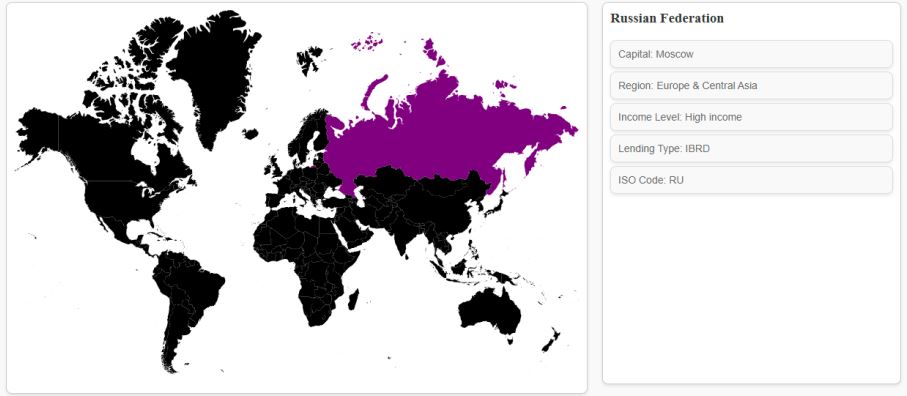 Russian Federation
Capital: Moscow
Region: Europe & Central Asia
Income Level: High income
Lending Type: IBRD
ISO Code: RU